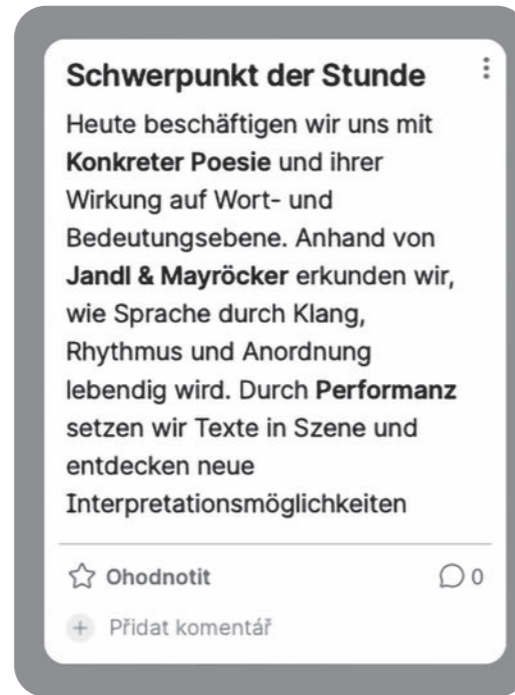 Schwerpunkt der Stunde
Heute beschäftigen wir uns mit
Konkreter Poesie und ihrer
Wirkung auf Wort- und
Bedeutungsebene. Anhand von
Jandl & Mayröcker erkunden wir,
wie Sprache durch Klang,
Rhythmus und Anordnung
lebendig wird. Durch Performanz
setzen wir Texte in Szene und
entdecken neue
Interpretationsmöglichkeiten
Ohodnotit 0
Přidat komentář